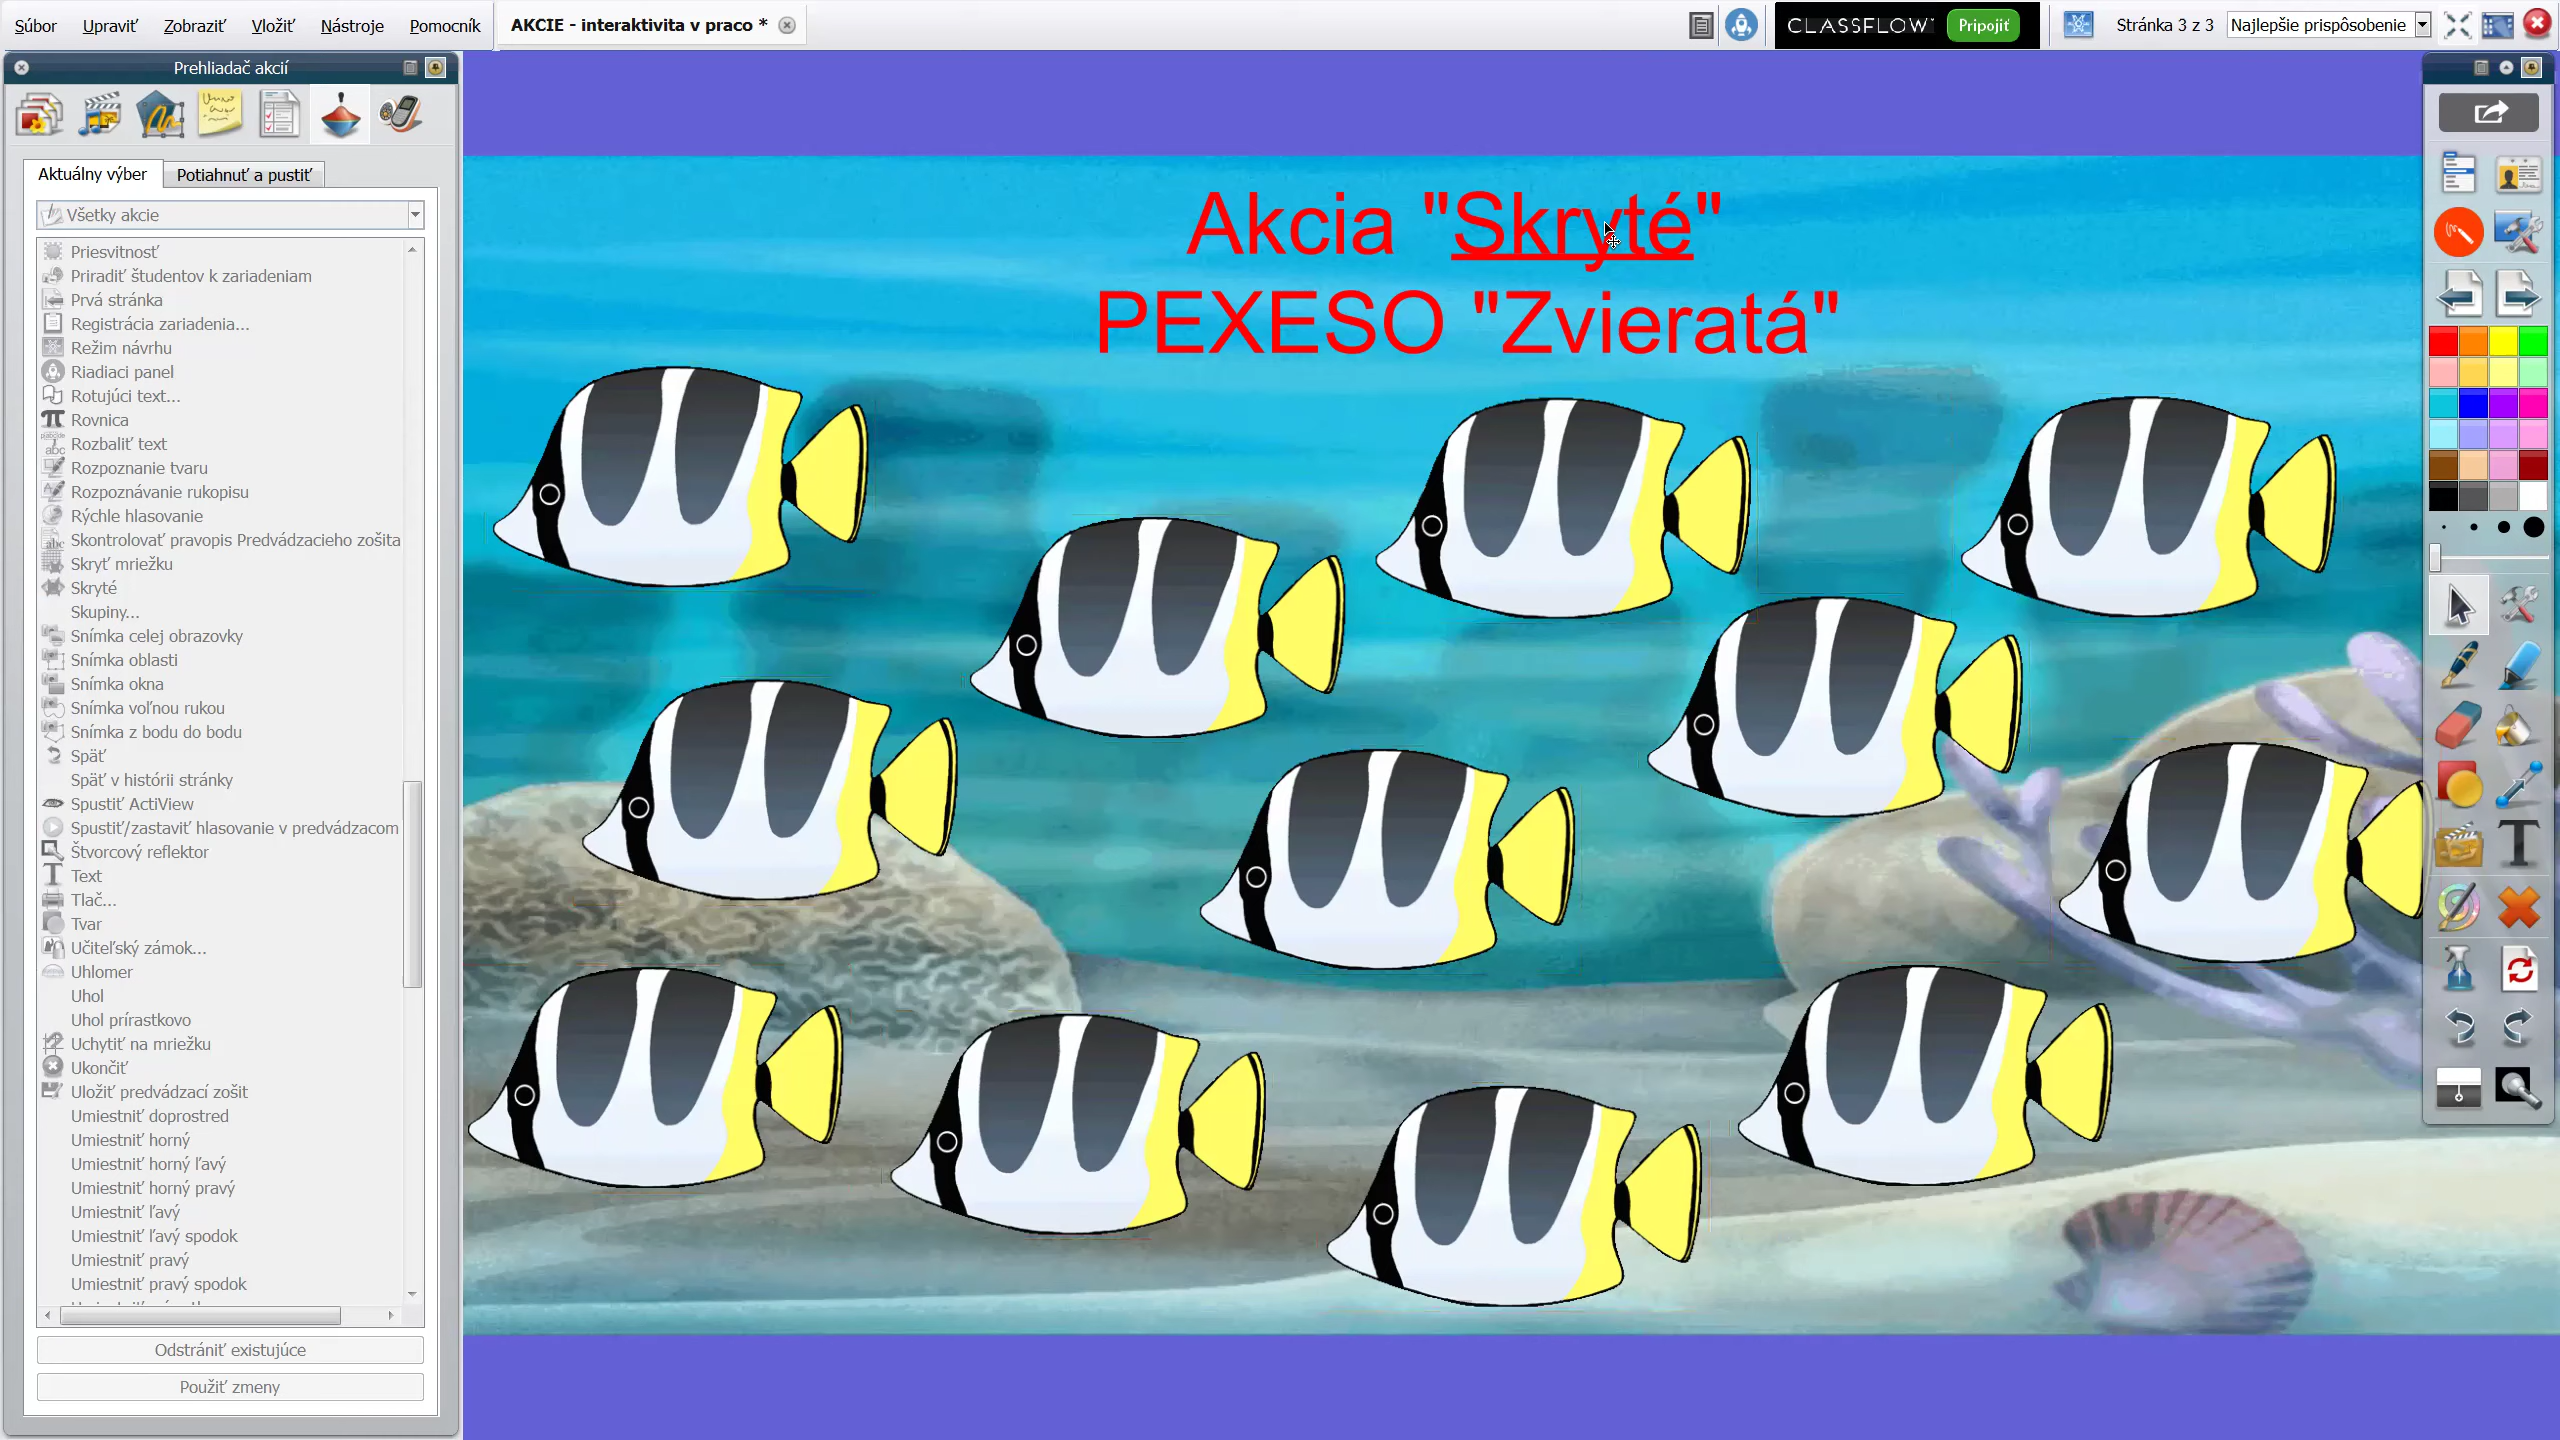 Súbor Upraviť Zobraziť Vložiť Nástroje Pomocník AKCIE - interaktivita v praco * CLASSFLOW Pripojiť Stránka 3 z 3 Najlepšie prispôsobenie
Prehliadač akcií
Aktuálny výber Potiahnuť a pustiť
Všetky akcie
Priesvitnosť
Priradiť študentov k zariadeniam
Prvá stránka
Registrácia zariadenia...
Režim návrhu
Riadiaci panel
Rotujúci text...
Rovnica
Rozbaliť text
Rozpoznanie tvaru
Rozpoznávanie rukopisu
Rýchle hlasovanie
Skontrolovať pravopis Predvádzacieho zošita
Skryť mriežku
Skryté
Skupiny...
Snímka celej obrazovky
Snímka oblasti
Snímka okna
Snímka voľnou rukou
Snímka z bodu do bodu
Späť
Späť v histórii stránky
Spustiť ActiView
Spustiť/zastaviť hlasovanie v predvádzacom
Štvorcový reflektor
Text
Tlač...
Tvar
Učiteľský zámok...
Uhlomer
Uhol
Uhol prírastkovo
Uchytiť na mriežku
Ukončiť
Uložiť predvádzací zošit
Umiestniť doprostred
Umiestniť horný
Umiestniť horný ľavý
Umiestniť horný pravý
Umiestniť ľavý
Umiestniť ľavý spodok
Umiestniť pravý
Umiestniť pravý spodok
Odstrániť existujúce
Použiť zmeny
Akcia "Skryté"
PEXESO "Zvieratá"